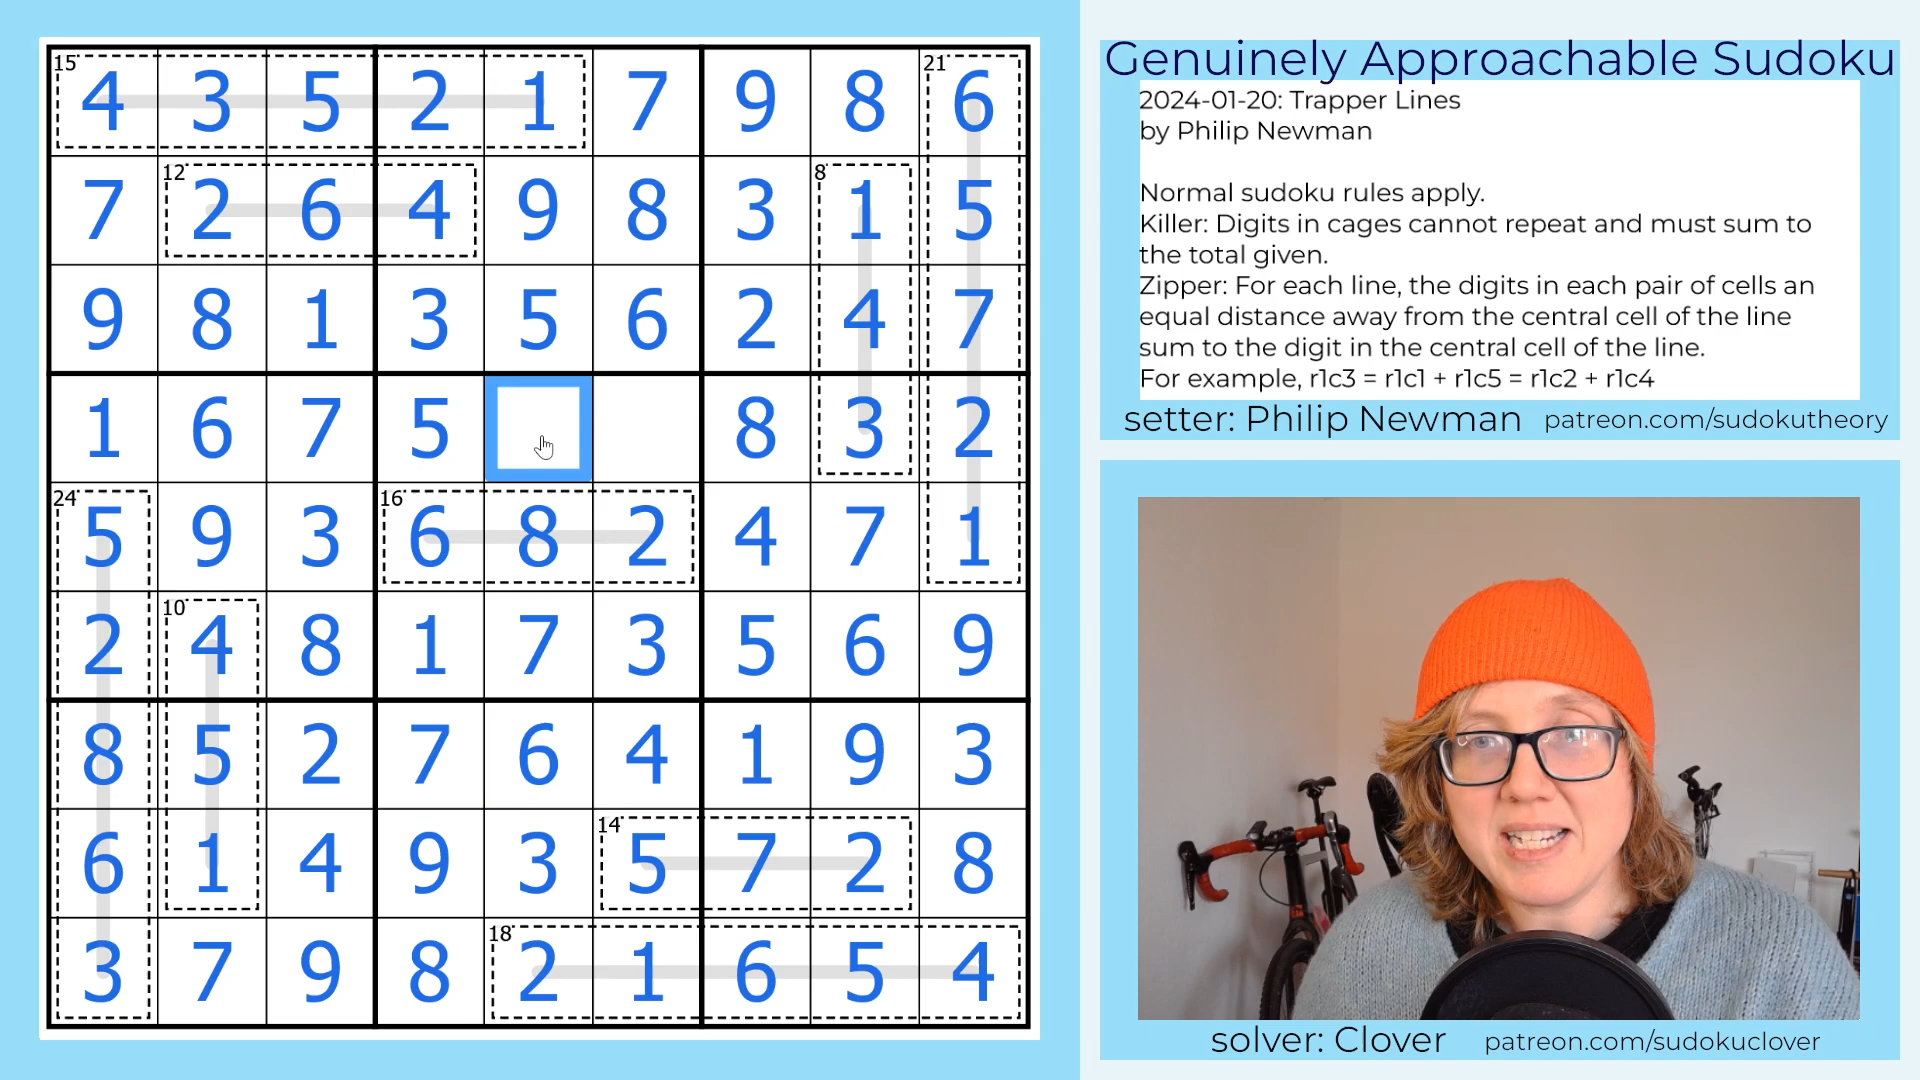 15 4 3 5 2 1 7 9 8 21 6
7 12 2 6 4 9 8 3 8 1 5
9 8 1 3 5 6 2 4 7
1 6 7 5 8 3 2
24 5 9 3 16 6 8 2 4 7 1
2 10 4 8 1 7 3 5 6 9
8 5 2 7 6 4 1 9 3
6 1 4 9 3 14 5 7 2 8
3 7 9 8 18 2 1 6 5 4
Genuinely Approachable Sudoku
2024-01-20: Trapper Lines
by Philip Newman
Normal sudoku rules apply.
Killer: Digits in cages cannot repeat and must sum to
the total given.
Zipper: For each line, the digits in each pair of cells an
equal distance away from the central cell of the line
sum to the digit in the central cell of the line.
For example, r1c3 = r1c1 + r1c5 = r1c2 + r1c4
setter: Philip Newman patreon.com/sudokutheory
solver: Clover patreon.com/sudokuclover